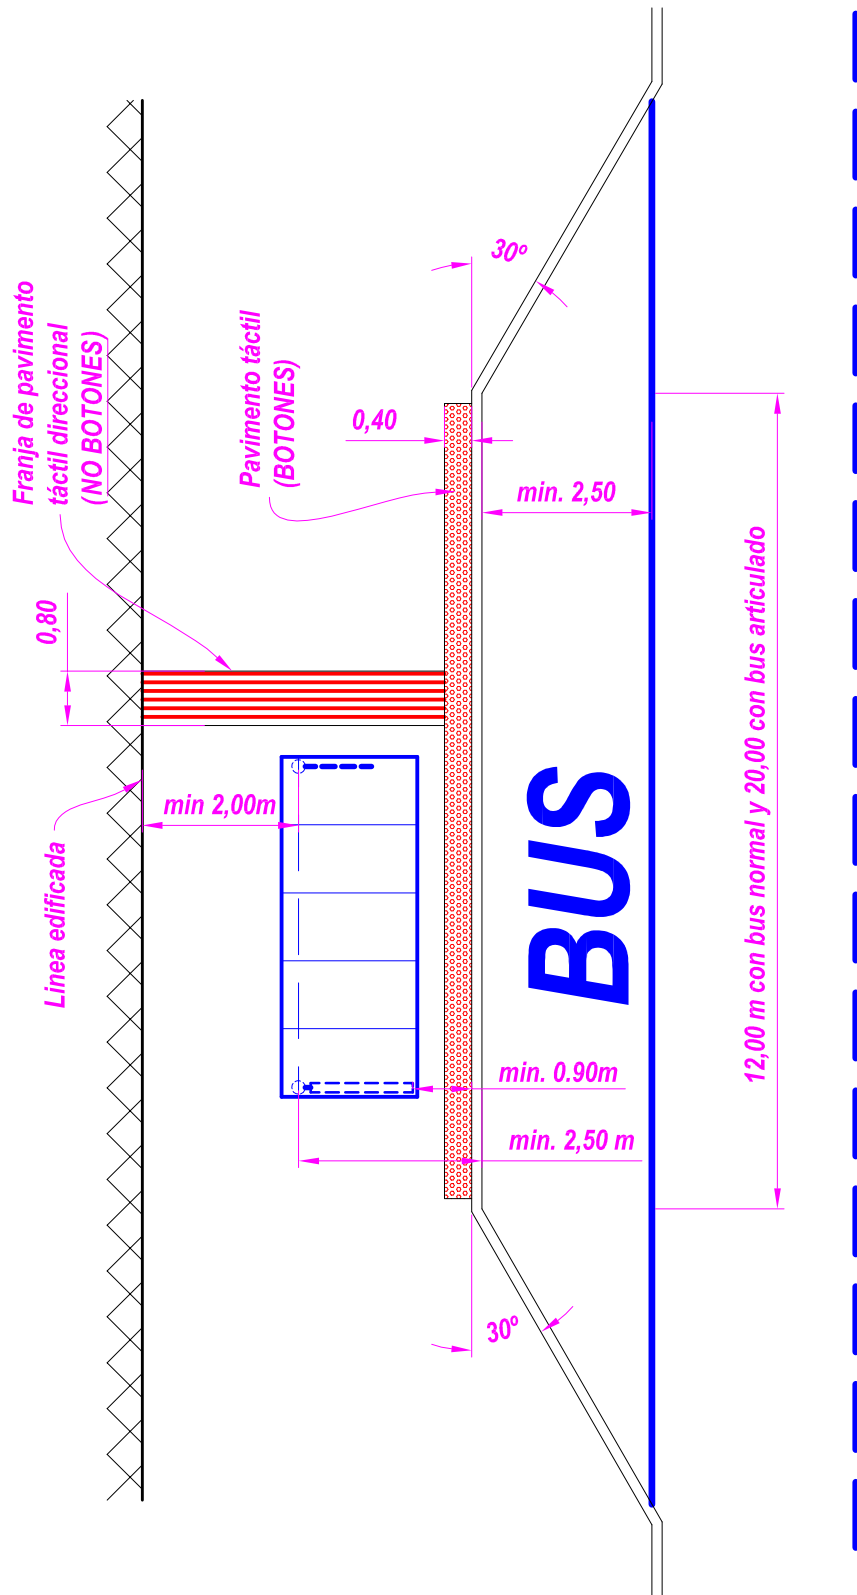 30º
Franja de pavimento
táctil direccional
(NO BOTONES)
Pavimento táctil
(BOTONES)
0,40
min. 2,50
0,80
12,00 m con bus normal y 20,00 con bus articulado
min 2,00m
BUS
Linea edificada
min. 0.90m
min. 2,50 m
30º